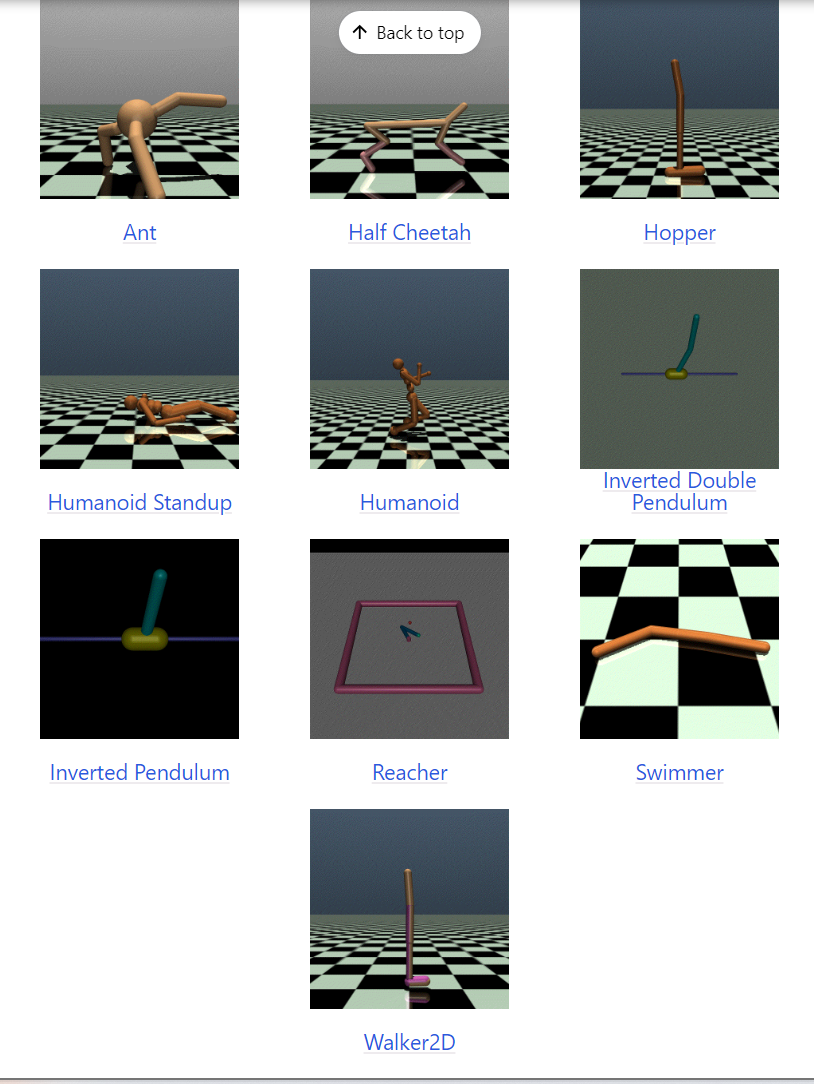 Back to top
Ant
Half Cheetah
Hopper
Humanoid Standup
Humanoid
Inverted Double
Pendulum
Inverted Pendulum
Reacher
Swimmer
Walker2D